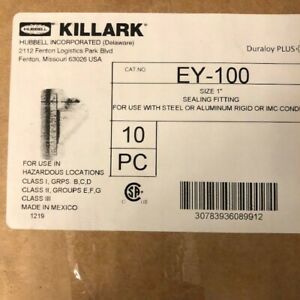 HUBBELL KILLARK
HUBBELL INCORPORATED (Delaware)
2112 Fenton Logistics Park Blvd
Fenton, Missouri 63026 USA
Duraloy PLUS
CAT NO
EY-100
SIZE 1"
SEALING FITTING
FOR USE WITH STEEL OR ALUMINUM RIGID OR IMC CONDU
10
PC
FOR USE IN
HAZARDOUS LOCATIONS
CLASS I, GRPS. B,C,D
CLASS II, GROUPS E,F,G
CLASS III
MADE IN MEXICO
1219
30783936089912